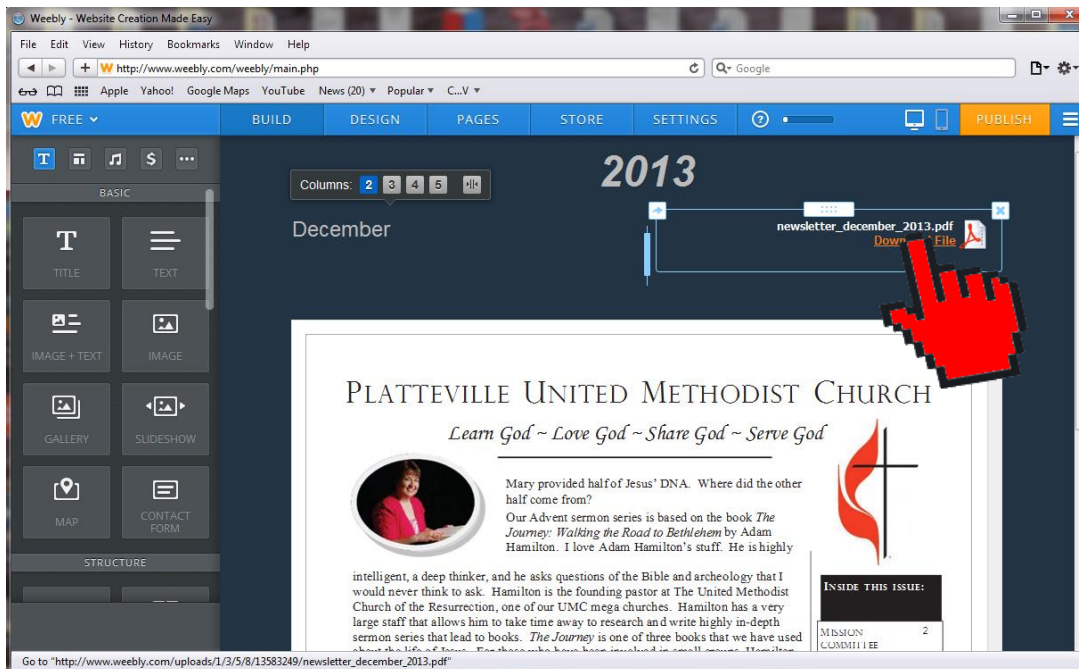 Weebly - Website Creation Made Easy
File Edit View History Bookmarks Window Help
http://www.weebly.com/weebly/main.php
Google
Apple Yahoo! Google Maps YouTube News (20) Popular C...V
FREE BUILD DESIGN PAGES STORE SETTINGS ? PUBLISH
T $
BASIC
T
TITLE TEXT
IMAGE + TEXT IMAGE
GALLERY SLIDESHOW
MAP CONTACT FORM
STRUCTURE
2013
Columns: 2 3 4 5
December
newsletter_december_2013.pdf
File
PLATTEVILLE UNITED METHODIST CHURCH
Learn God ~ Love God ~ Share God ~ Serve God
Mary provided half of Jesus' DNA. Where did the other
half come from?
Our Advent sermon series is based on the book The
Journey: Walking the Road to Bethlehem by Adam
Hamilton. I love Adam Hamilton's stuff. He is highly
intelligent, a deep thinker, and he asks questions of the Bible and archeology that I
would never think to ask. Hamilton is the founding pastor at The United Methodist
Church of the Resurrection, one of our UMC mega churches. Hamilton has a very
large staff that allows him to take time away to research and write highly in-depth
sermon series that lead to books. The Journey is one of three books that we have used
INSIDE THIS ISSUE:
MISSION 2
COMMITTEE
Go to "http://www.weebly.com/uploads/1/3/5/8/13583249/newsletter_december_2013.pdf"